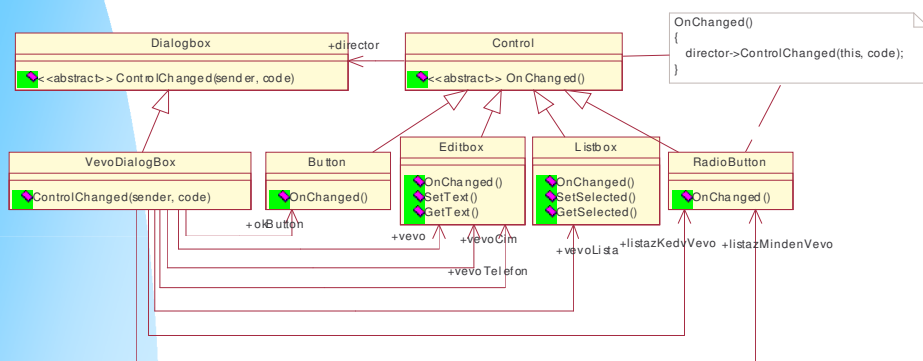 OnChanged()
{
director->ControlChanged(this, code);
}
Dialogbox
<<abstract>> ControlChanged(sender, code)
+director
Control
<<abstract>> OnChanged()
VevoDialogBox
ControlChanged(sender, code)
Button
OnChanged()
Editbox
OnChanged()
SetText()
GetText()
Listbox
OnChanged()
SetSelected()
GetSelected()
RadioButton
OnChanged()
+okButton
+vevo
+vevoCim
+vevoTelefon
+vevoLista
+listazKedvVevo
+listazMindenVevo